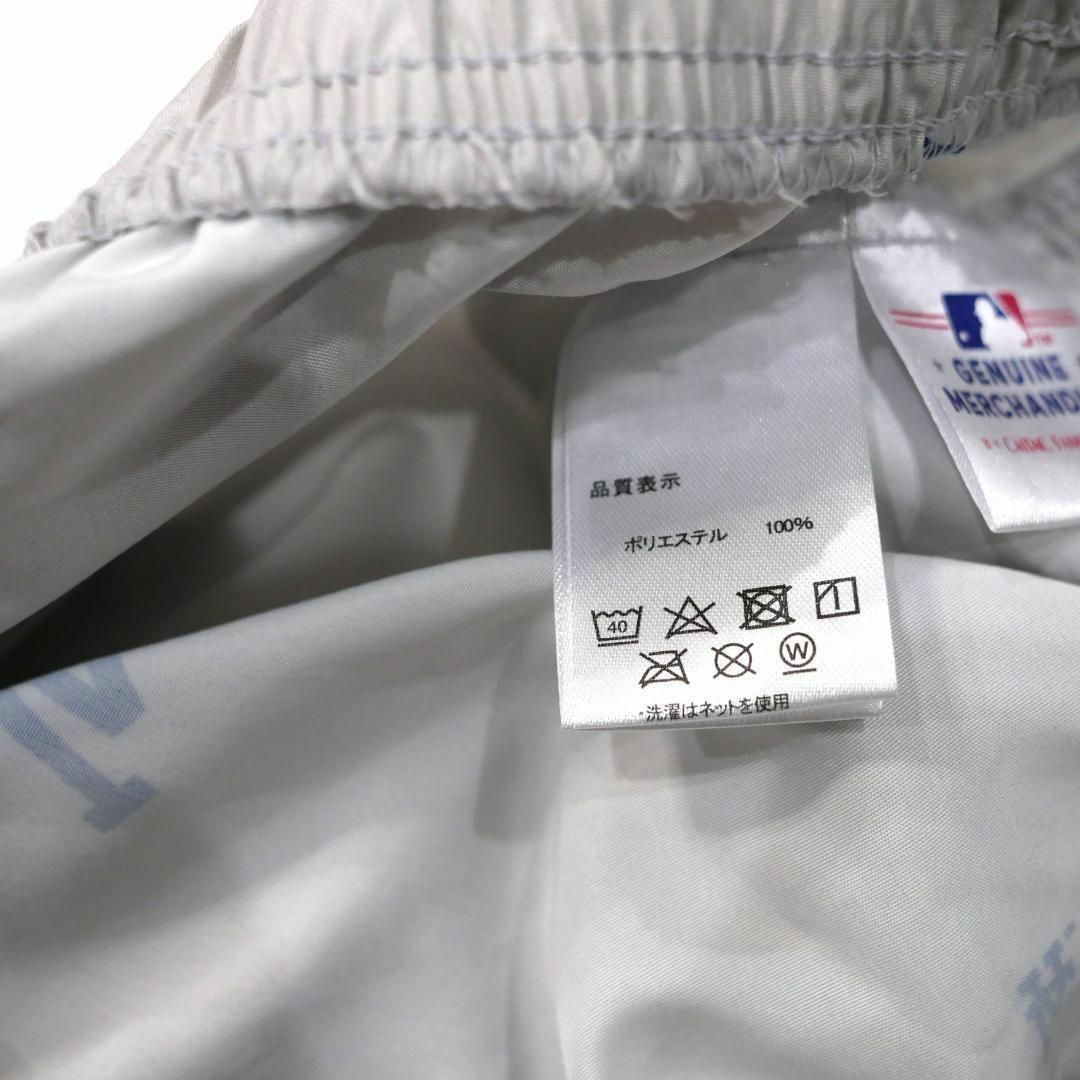 品質表示
ポリエステル 100%
40
W
*洗濯はネットを使用
GENUINE
MERCHANDI